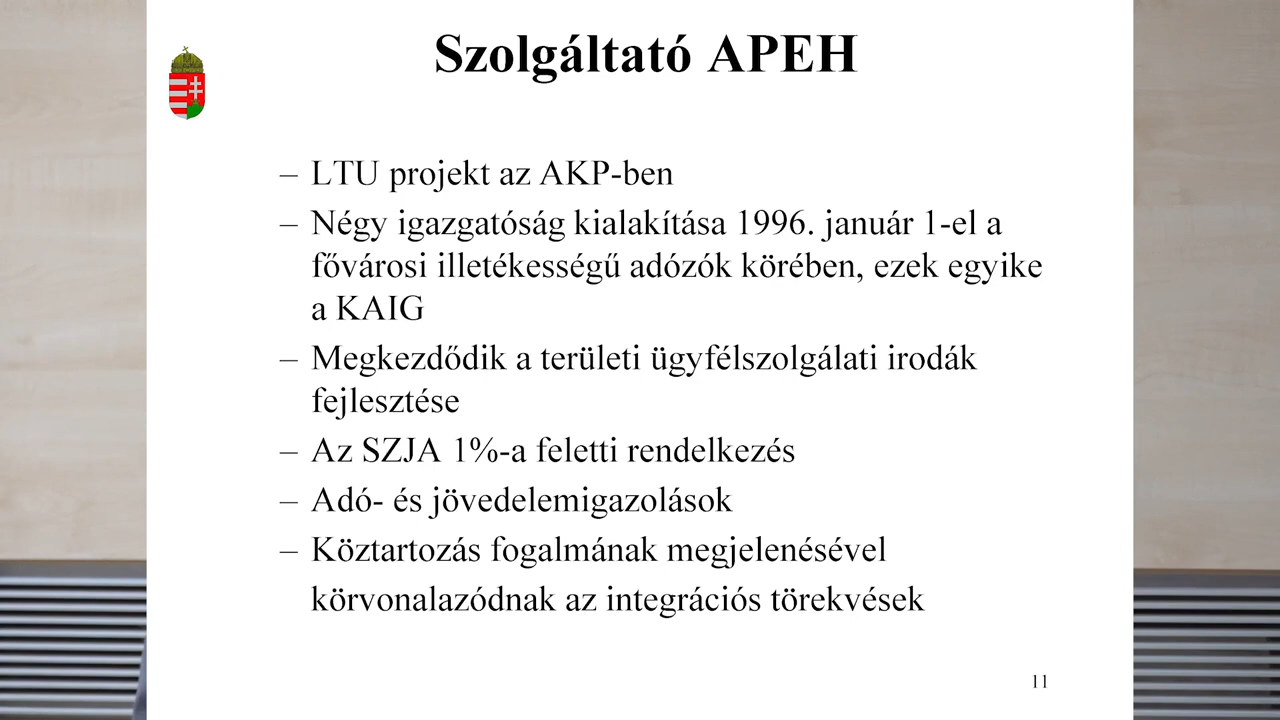 Szolgáltató APEH
– LTU projekt az AKP-ben
– Négy igazgatóság kialakítása 1996. január 1-el a
fővárosi illetékességű adózók körében, ezek egyike
a KAIG
– Megkezdődik a területi ügyfélszolgálati irodák
fejlesztése
– Az SZJA 1%-a feletti rendelkezés
– Adó- és jövedelemigazolások
– Köztartozás fogalmának megjelenésével
körvonalazódnak az integrációs törekvések
11